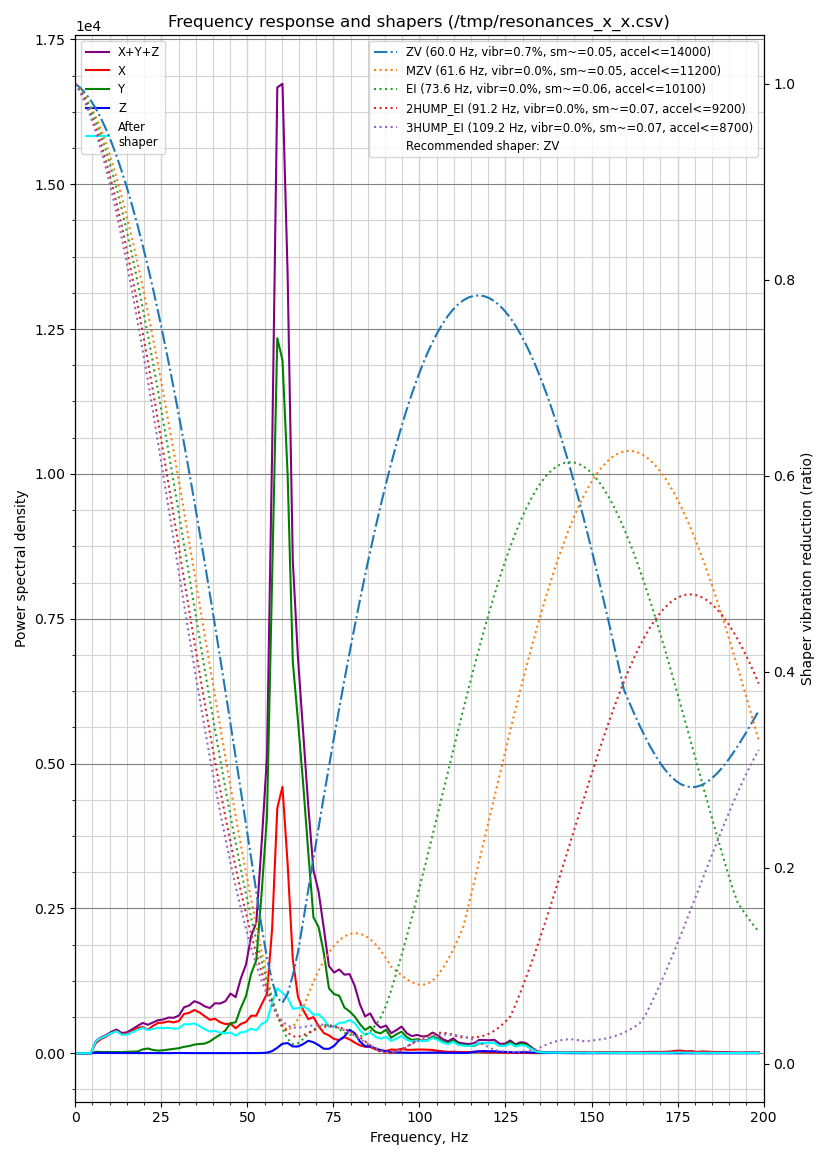 Frequency response and shapers (/tmp/resonances_x_x.csv)
1e4
X+Y+Z
X
Y
Z
After
shaper
ZV (60.0 Hz, vibr=0.7%, sm~=0.05, accel<=14000)
MZV (61.6 Hz, vibr=0.0%, sm~=0.05, accel<=11200)
EI (73.6 Hz, vibr=0.0%, sm~=0.06, accel<=10100)
2HUMP_EI (91.2 Hz, vibr=0.0%, sm~=0.07, accel<=9200)
3HUMP_EI (109.2 Hz, vibr=0.0%, sm~=0.07, accel<=8700)
Recommended shaper: ZV
1.75
1.50
1.25
1.00
0.75
0.50
0.25
0.00
Power spectral density
1.0
0.8
0.6
0.4
0.2
0.0
Shaper vibration reduction (ratio)
0 25 50 75 100 125 150 175 200
Frequency, Hz